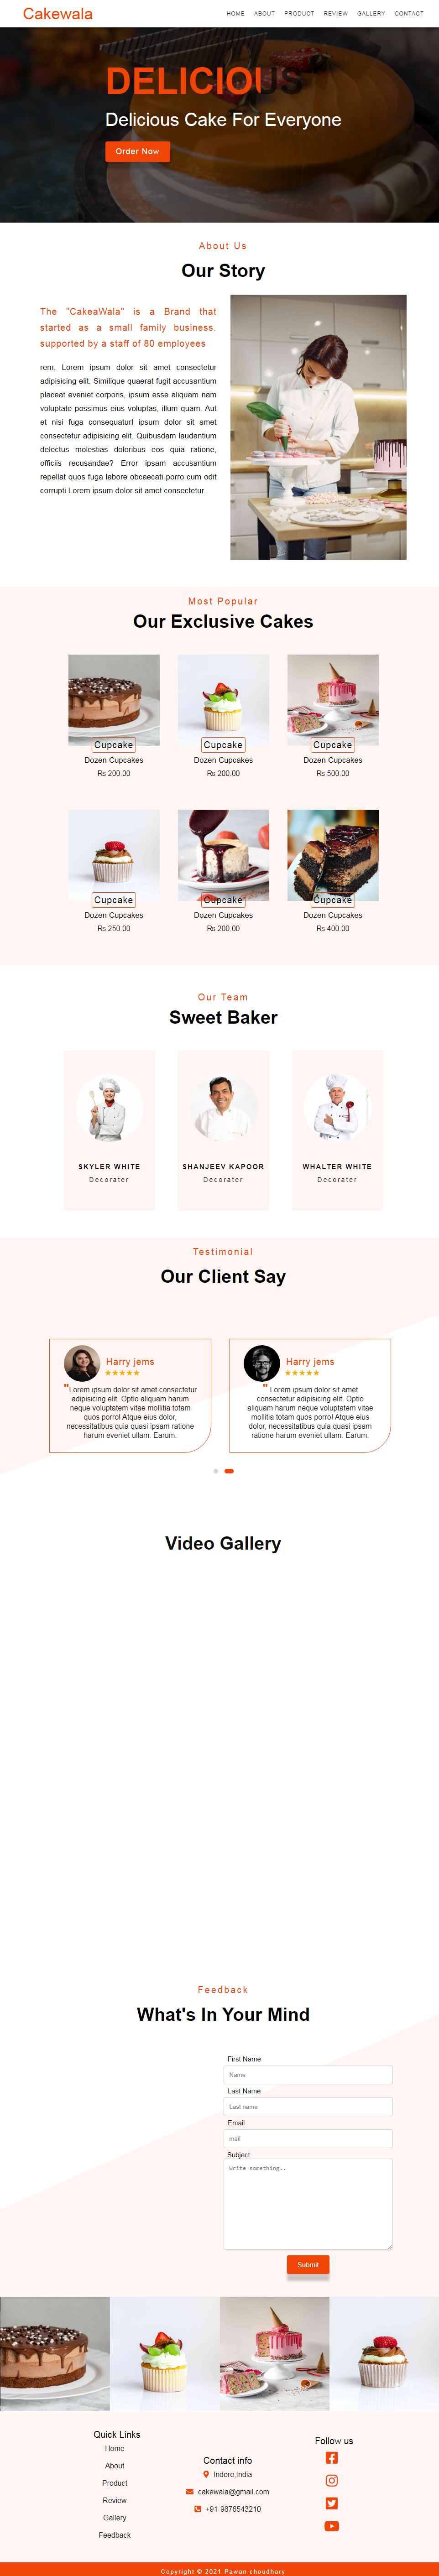 Cakewala
HOME ABOUT PRODUCT REVIEW GALLERY CONTACT
DELICIOUS
Delicious Cake For Everyone
Order Now
About Us
Our Story
The "CakeaWala" is a Brand that
started as a small family business.
supported by a staff of 80 employees
rem, Lorem ipsum dolor sit amet consectetur
adipisicing elit. Similique quaerat fugit accusantium
placeat eveniet corporis, ipsum esse aliquam nam
voluptate possimus eius voluptas, illum quam. Aut
et nisi fuga consequatur! ipsum dolor sit amet
consectetur adipisicing elit. Quibusdam laudantium
delectus molestias doloribus eos quia ratione,
officiis recusandae? Error ipsam accusantium
repellat quos fuga labore obcaecati porro cum odit
corrupti Lorem ipsum dolor sit amet consectetur..
Most Popular
Our Exclusive Cakes
Cupcake
Dozen Cupcakes
Rs 200.00
Cupcake
Dozen Cupcakes
Rs 200.00
Cupcake
Dozen Cupcakes
Rs 500.00
Cupcake
Dozen Cupcakes
Rs 250.00
Cupcake
Dozen Cupcakes
Rs 200.00
Cupcake
Dozen Cupcakes
Rs 400.00
Our Team
Sweet Baker
SKYLER WHITE
Decorater
SHANJEEV KAPOOR
Decorater
WHALTER WHITE
Decorater
Testimonial
Our Client Say
Harry jems
"Lorem ipsum dolor sit amet consectetur
adipisicing elit. Optio aliquam harum
neque voluptatem vitae mollitia totam
quos porro! Atque eius dolor,
necessitatibus quia quasi ipsam ratione
harum eveniet ullam. Earum.
Harry jems
" Lorem ipsum dolor sit amet
consectetur adipisicing elit. Optio
aliquam harum neque voluptatem vitae
mollitia totam quos porro! Atque eius
dolor, necessitatibus quia quasi ipsam
ratione harum eveniet ullam. Earum.
Video Gallery
Feedback
What's In Your Mind
First Name
Name
Last Name
Last name
Email
mail
Subject
Write something..
Submit
Quick Links
Home
About
Product
Review
Gallery
Feedback
Contact info
Indore,India
cakewala@gmail.com
+91-9876543210
Follow us
Copyright © 2021 Pawan choudhary